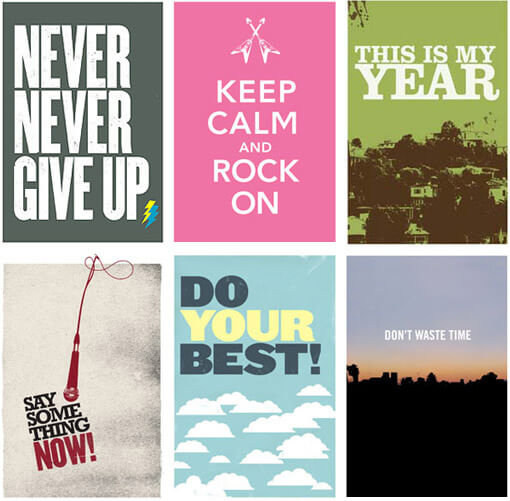 NEVER
NEVER
GIVE UP
KEEP
CALM
AND
ROCK
ON
THIS IS MY
YEAR
SAY
SOME
THING
NOW!
DO
YOUR
BEST!
DON'T WASTE TIME